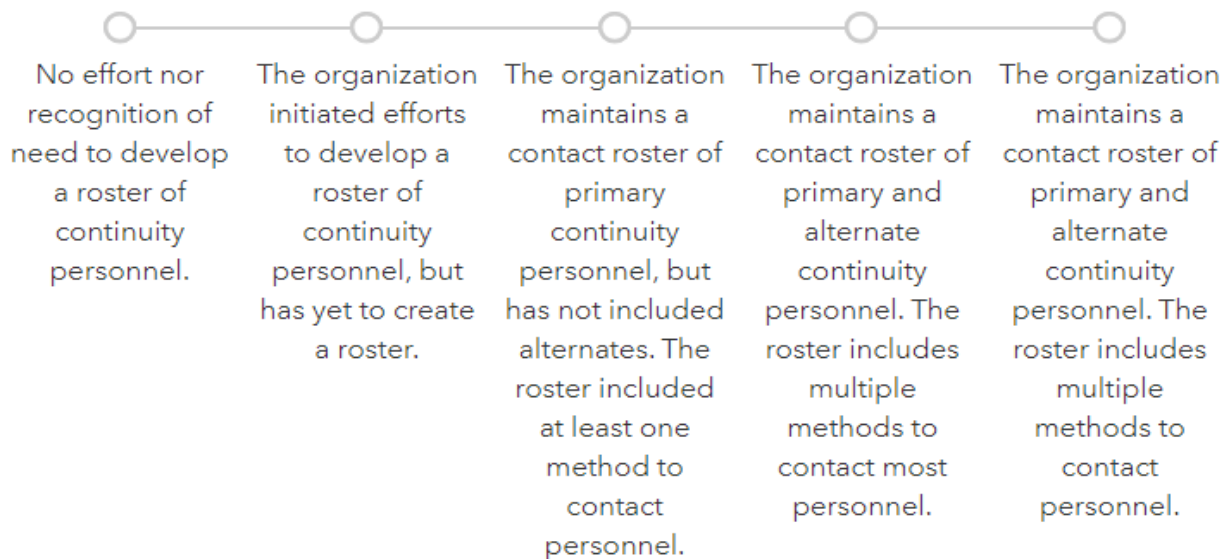 No effort nor
recognition of
need to develop
a roster of
continuity
personnel.
The organization
initiated efforts
to develop a
roster of
continuity
personnel, but
has yet to create
a roster.
The organization
maintains a
contact roster of
primary
continuity
personnel, but
has not included
alternates. The
roster included
at least one
method to
contact
personnel.
The organization
maintains a
contact roster of
primary and
alternate
continuity
personnel. The
roster includes
multiple
methods to
contact most
personnel.
The organization
maintains a
contact roster of
primary and
alternate
continuity
personnel. The
roster includes
multiple
methods to
contact
personnel.